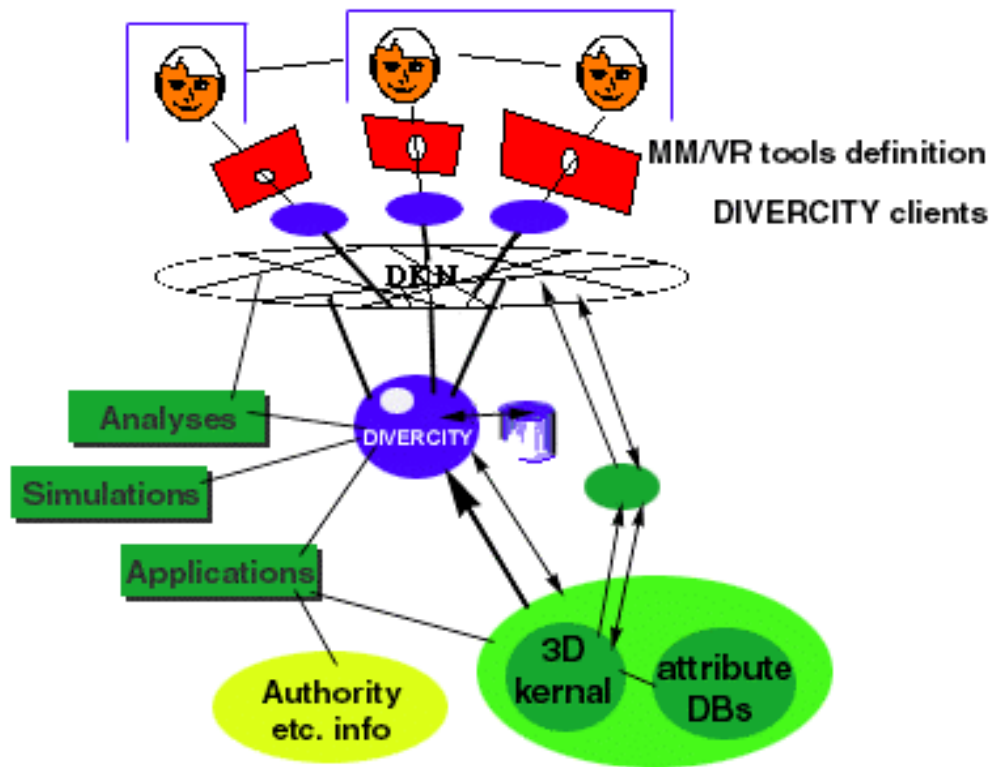 MM/VR tools definition
DIVERCITY clients
DKN
Analyses
DIVERCITY
Simulations
Applications
3D
kernal
attribute
DBs
Authority
etc. info